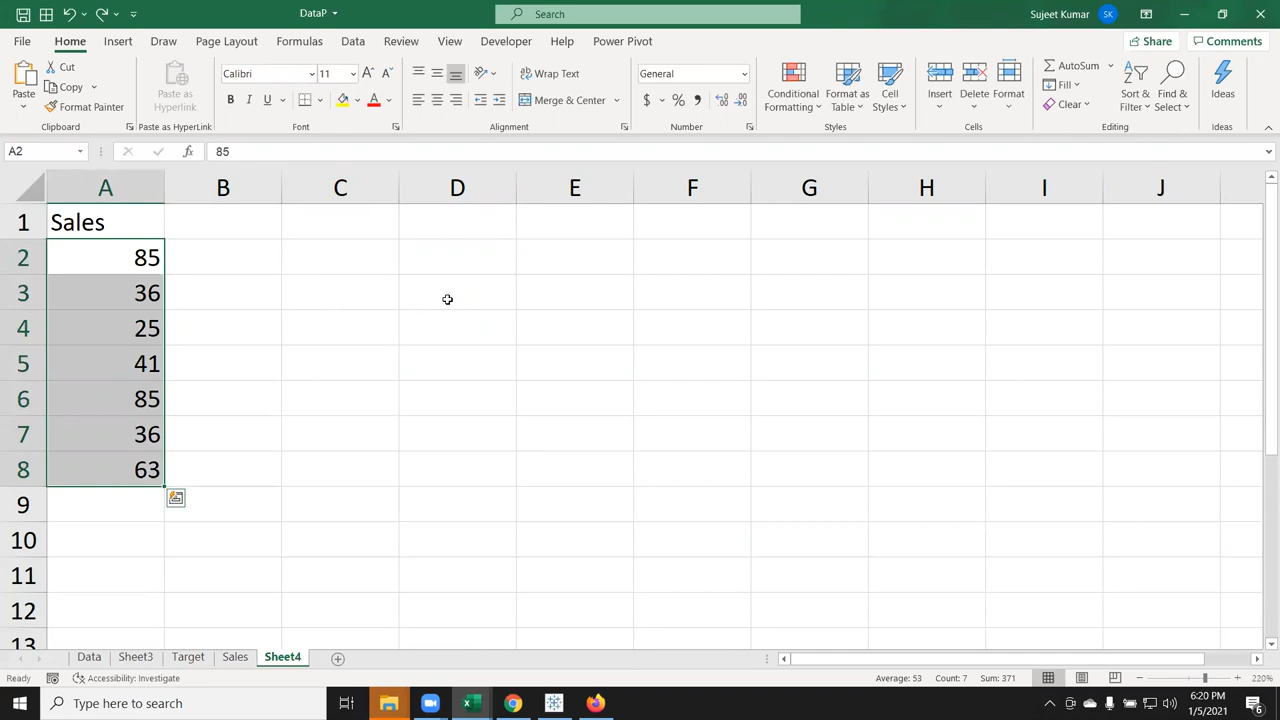 DataP
Search
Sujeet Kumar
SK
File Home Insert Draw Page Layout Formulas Data Review View Developer Help Power Pivot
Share
Comments
Paste
Cut
Copy
Format Painter
Clipboard
Paste as
Hyperlink
Paste as HyperLink
Calibri
11
B I U
Font
Wrap Text
Merge & Center
Alignment
General
$ % ,
Number
Conditional
Formatting
Format as
Table
Cell
Styles
Styles
Insert
Delete
Format
Cells
AutoSum
Fill
Clear
Sort &
Filter
Find &
Select
Editing
Ideas
Ideas
A2
fx
85
A B C D E F G H I J
1 Sales
2 85
3 36
4 25
5 41
6 85
7 36
8 63
9
10
11
12
13
Data Sheet3 Target Sales Sheet4
Ready
Accessibility: Investigate
Average: 53 Count: 7 Sum: 371
220%
Type here to search
6:20 PM
1/5/2021
6